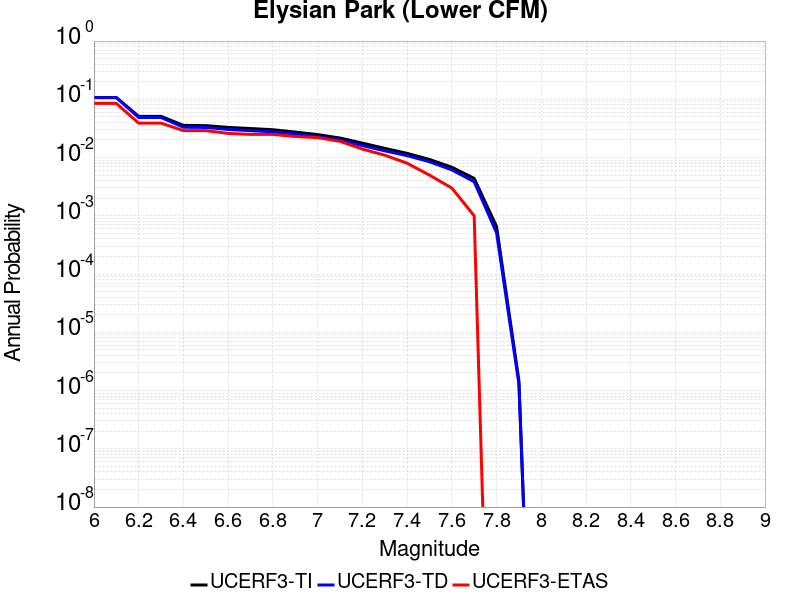 Elysian Park (Lower CFM)
10 0
10 -1
10 -2
10 -3
10 -4
10 -5
10 -6
10 -7
10 -8
Annual Probability
6 6.2 6.4 6.6 6.8 7 7.2 7.4 7.6 7.8 8 8.2 8.4 8.6 8.8 9
Magnitude
UCERF3-TI UCERF3-TD UCERF3-ETAS